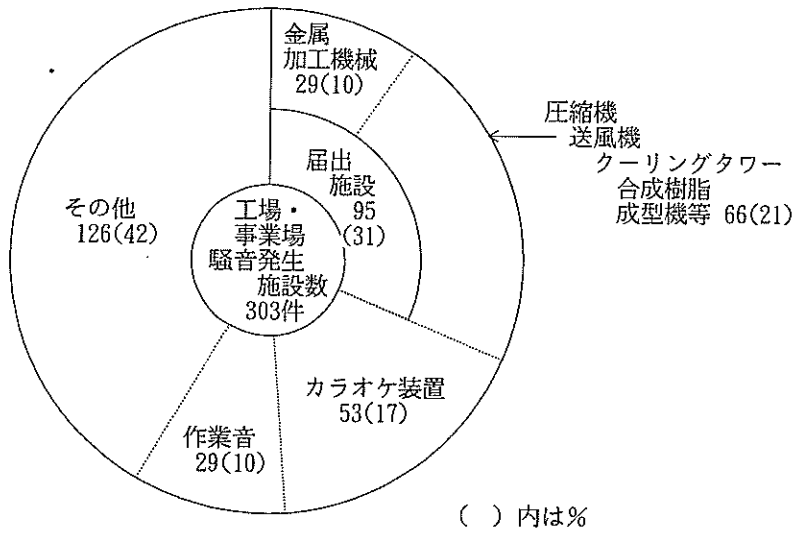 金属
加工機械
29(10)
圧縮機
送風機
クーリングタワー
合成樹脂
成型機等 66(21)
届出
施設
95
(31)
その他
126(42)
工場・
事業場
騒音発生
施設数
303件
カラオケ装置
53(17)
作業音
29(10)
( )内は%